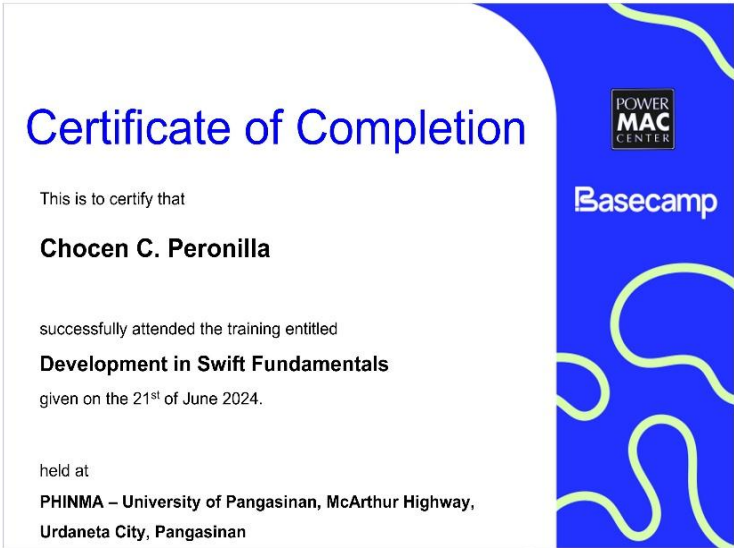 Certificate of Completion
POWER
MAC
CENTER
Basecamp
This is to certify that
Chocen C. Peronilla
successfully attended the training entitled
Development in Swift Fundamentals
given on the 21st of June 2024.
held at
PHINMA – University of Pangasinan, McArthur Highway,
Urdaneta City, Pangasinan